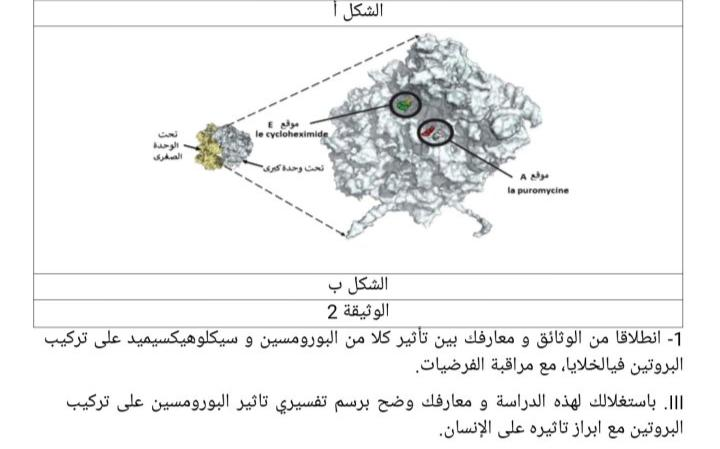 الشكل أ
موقع E
le cycloheximide
تحت
الوحدة
الصغرى
تحت وحدة كبرى
موقع A
la puromycine
الشكل ب
الوثيقة 2
1- انطلاقا من الوثائق و معارفك بين تأثير كلا من البورومسين و سيكلوهيكسيميد على تركيب
البروتين فيالخلايا، مع مراقبة الفرضيات.
III. باستغلالك لهذه الدراسة و معارفك وضح برسم تفسيري تاثير البورومسين على تركيب
البروتين مع ابراز تاثيره على الإنسان.